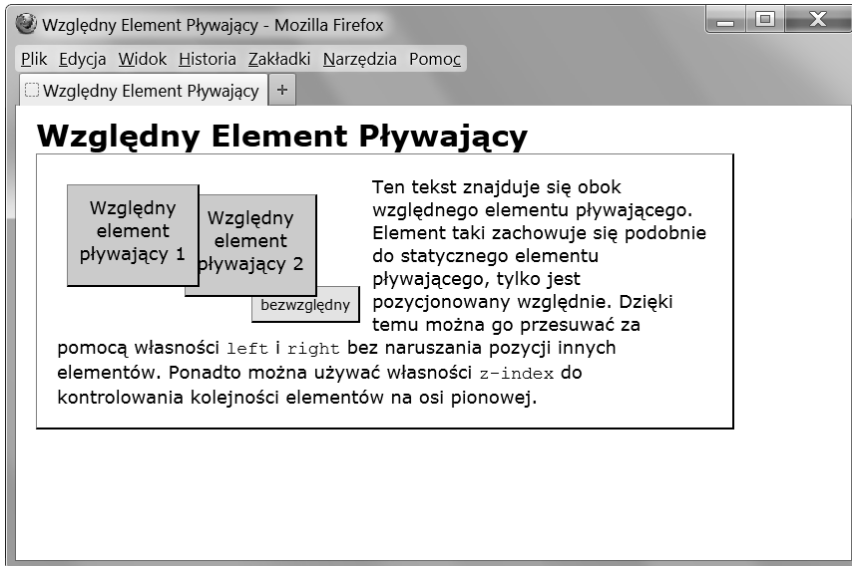 Względny Element Pływający - Mozilla Firefox
Plik Edycja Widok Historia Zakładki Narzędzia Pomoc
Względny Element Pływający +
Względny Element Pływający
Względny
element
pływający 1
Względny
element
pływający 2
bezwzględny
Ten tekst znajduje się obok
względnego elementu pływającego.
Element taki zachowuje się podobnie
do statycznego elementu
pływającego, tylko jest
pozycjonowany względnie. Dzięki
temu można go przesuwać za
pomocą własności left i right bez naruszania pozycji innych
elementów. Ponadto można używać własności z-index do
kontrolowania kolejności elementów na osi pionowej.